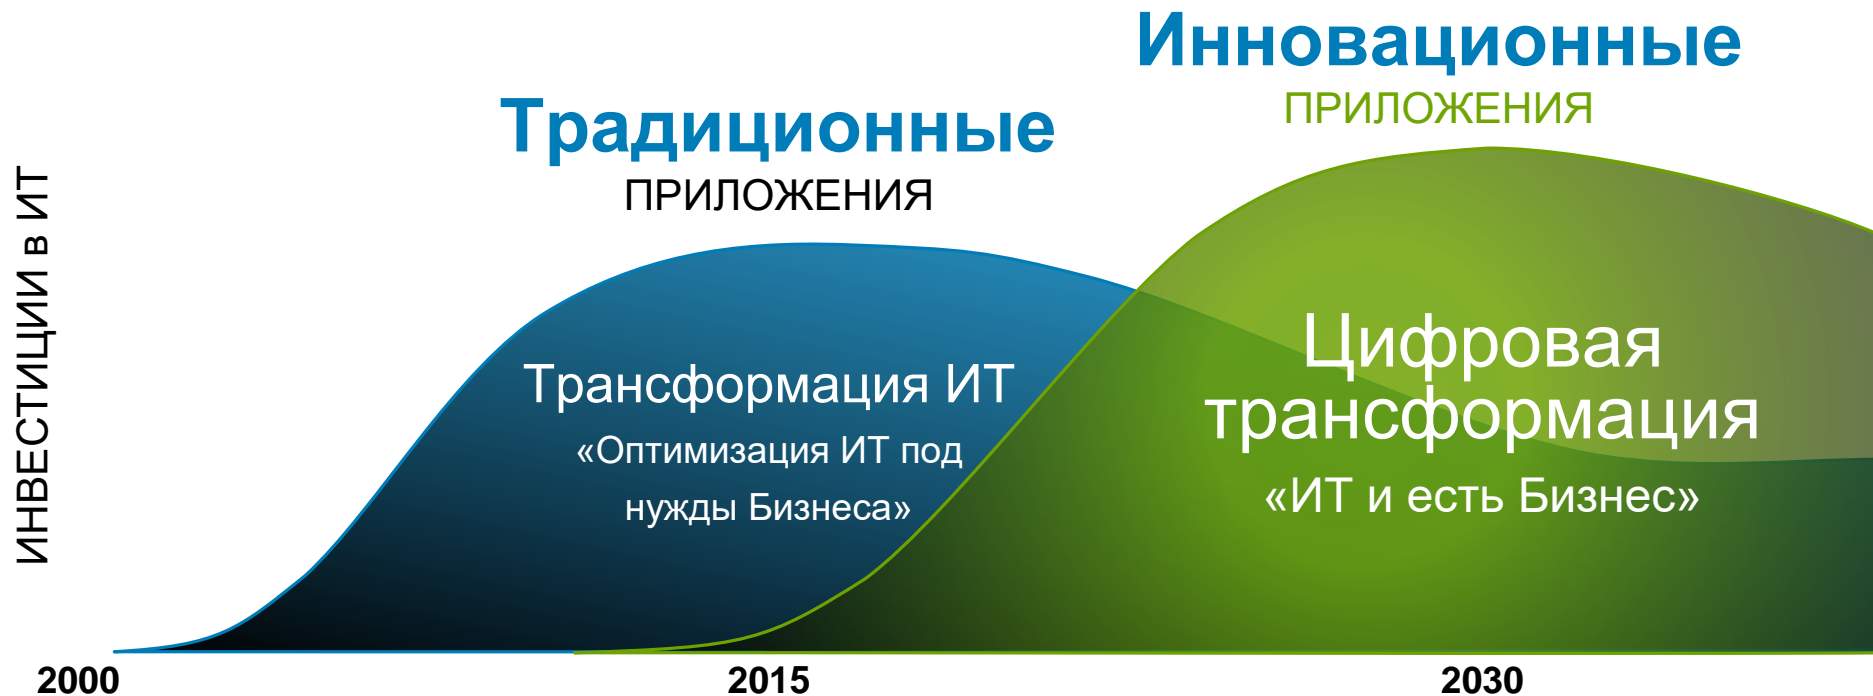 Инновационные
ПРИЛОЖЕНИЯ
Традиционные
ПРИЛОЖЕНИЯ
ИНВЕСТИЦИИ в ИТ
Трансформация ИТ
«Оптимизация ИТ под
нужды Бизнеса»
Цифровая
трансформация
«ИТ и есть Бизнес»
2000
2015
2030